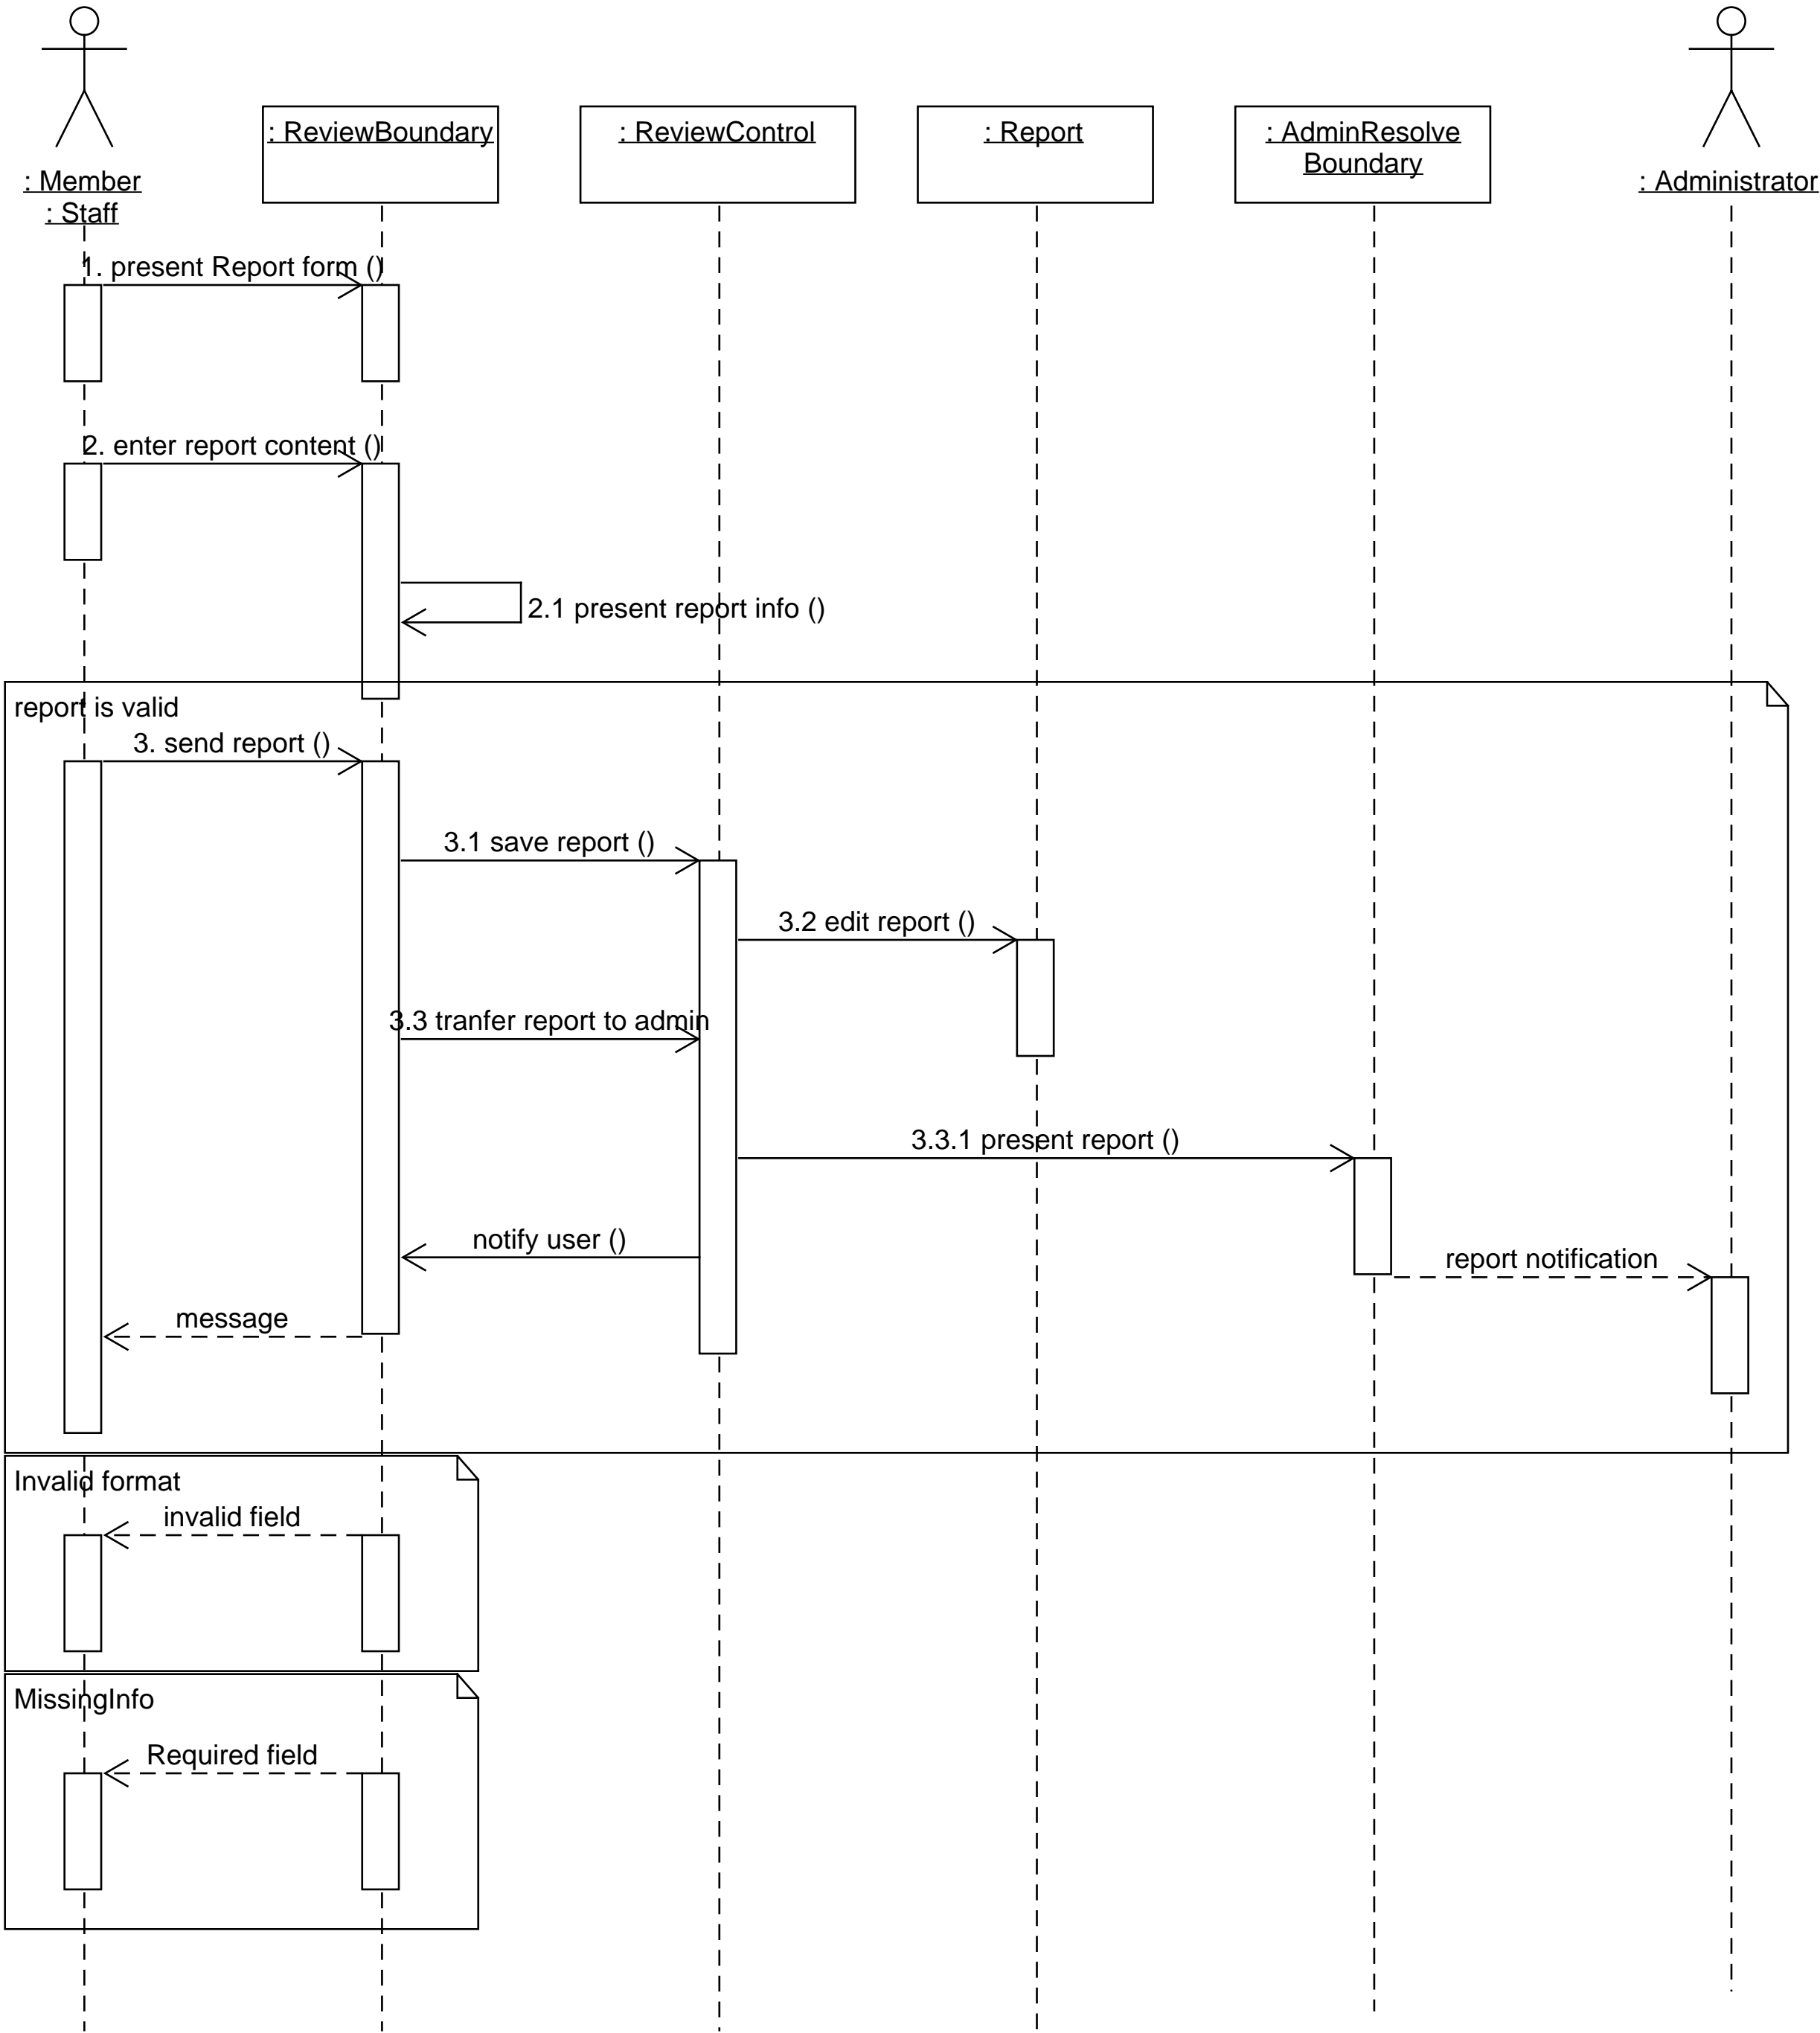 : Member
: Staff
: ReviewBoundary
: ReviewControl
: Report
: AdminResolve
Boundary
: Administrator
1. present Report form ()
2. enter report content ()
2.1 present report info ()
report is valid
3. send report ()
3.1 save report ()
3.2 edit report ()
3.3 tranfer report to admin
3.3.1 present report ()
notify user ()
report notification
message
Invalid format
invalid field
MissingInfo
Required field